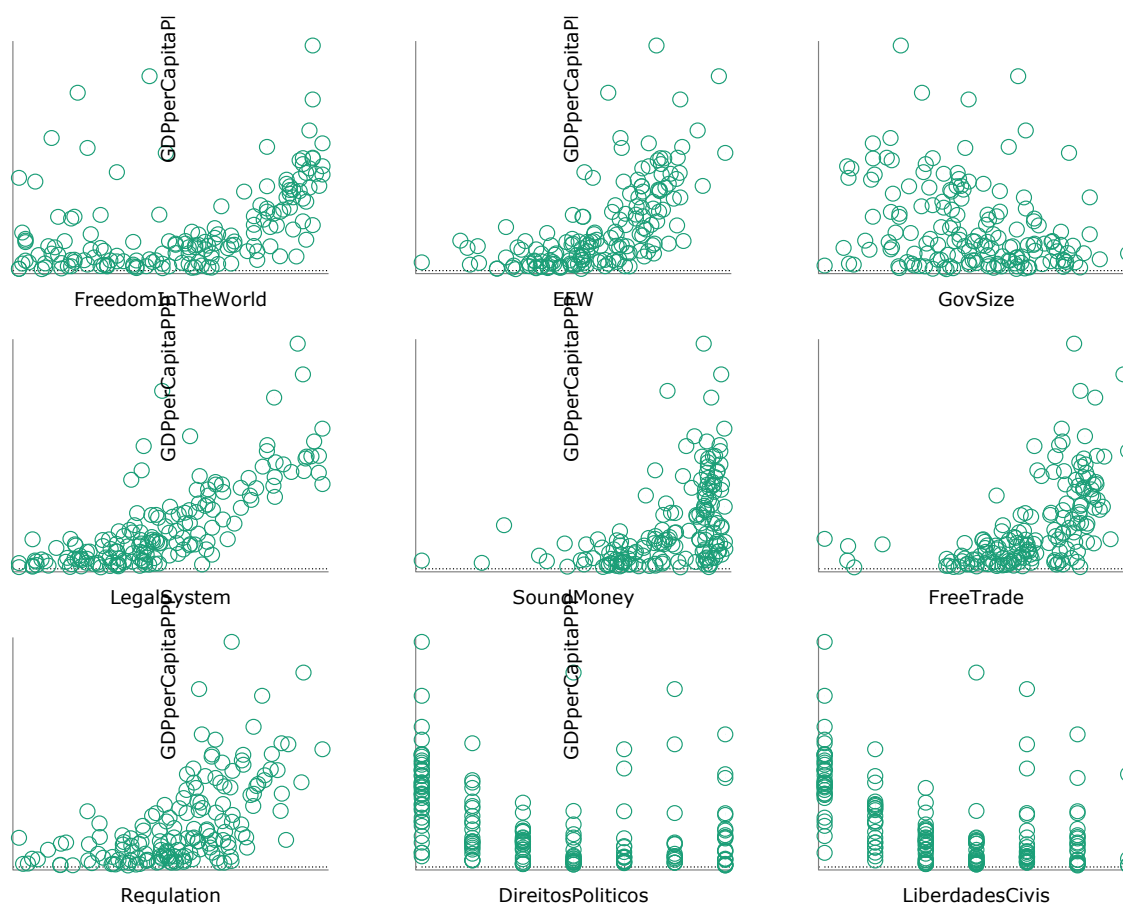 GDPperCapitaPI
GDPperCapitaPI
FreedomInTheWorld
EFW
GovSize
GDPperCapitaPPP
GDPperCapitaPPP
LegalSystem
SoundMoney
FreeTrade
GDPperCapitaPPP
GDPperCapitaPPP
Regulation
DireitosPoliticos
LiberdadesCivis